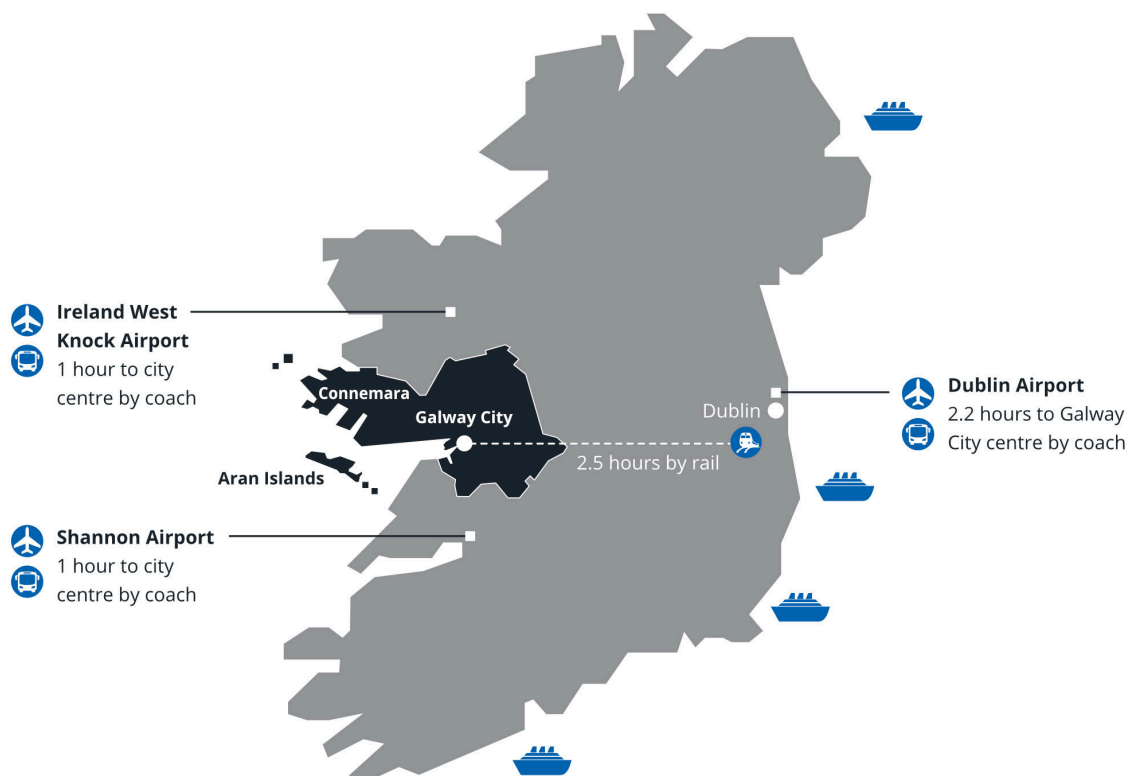 Ireland West
Knock Airport
1 hour to city
centre by coach
Connemara
Galway City
Aran Islands
Dublin
2.5 hours by rail
Dublin Airport
2.2 hours to Galway
City centre by coach
Shannon Airport
1 hour to city
centre by coach